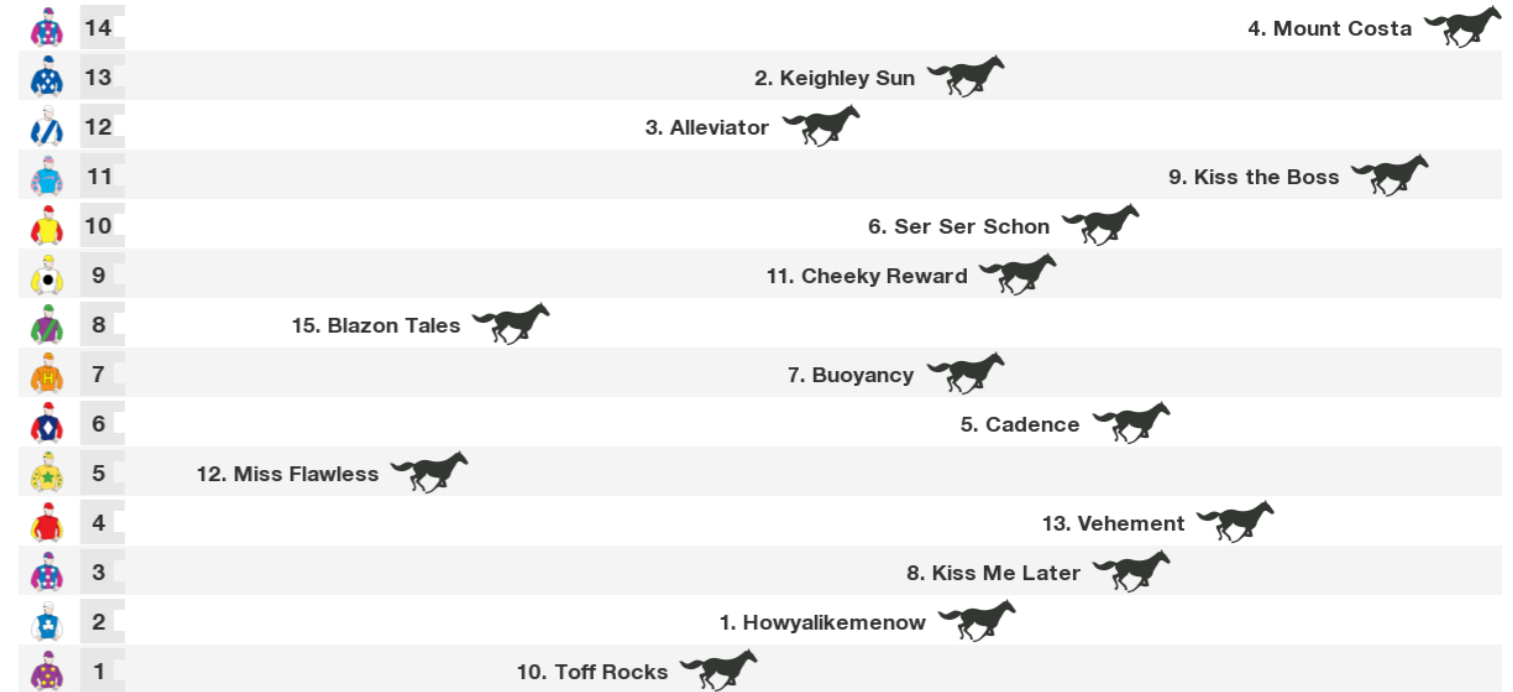 14 4. Mount Costa
13 2. Keighley Sun
12 3. Alleviator
11 9. Kiss the Boss
10 6. Ser Ser Schon
9 11. Cheeky Reward
8 15. Blazon Tales
H 7 7. Buoyancy
6 5. Cadence
5 12. Miss Flawless
4 13. Vehement
3 8. Kiss Me Later
2 1. Howyalikemenow
1 10. Toff Rocks